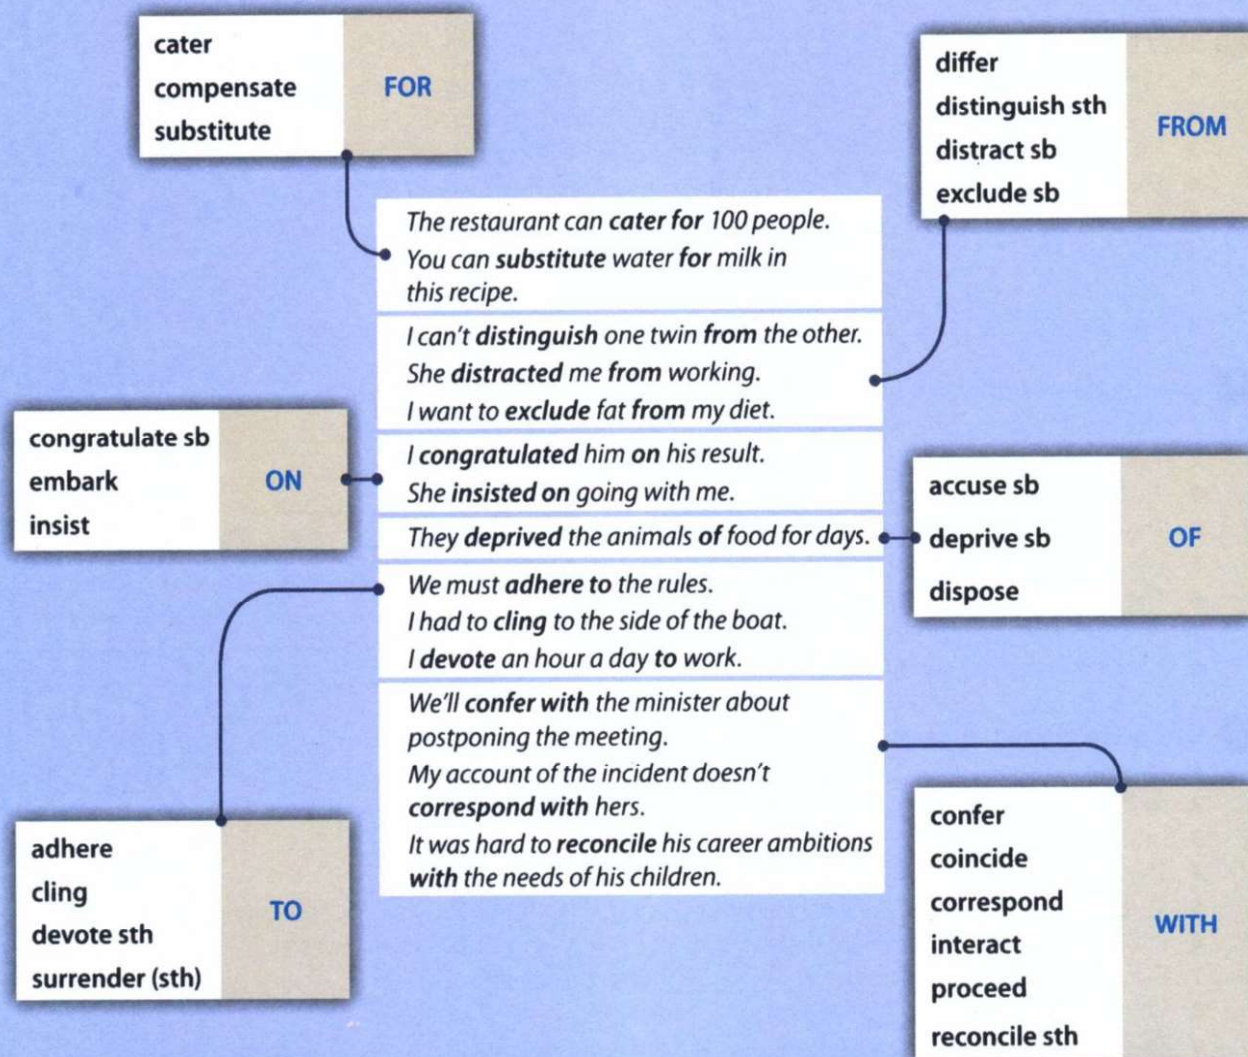 cater
compensate
substitute
FOR
differ
distinguish sth
distract sb
exclude sb
FROM
The restaurant can cater for 100 people.
You can substitute water for milk in
this recipe.
I can't distinguish one twin from the other.
She distracted me from working.
I want to exclude fat from my diet.
congratulate sb
embark
insist
ON
I congratulated him on his result.
She insisted on going with me.
They deprived the animals of food for days.
accuse sb
deprive sb
dispose
OF
We must adhere to the rules.
I had to cling to the side of the boat.
I devote an hour a day to work.
We'll confer with the minister about
postponing the meeting.
My account of the incident doesn't
correspond with hers.
It was hard to reconcile his career ambitions
with the needs of his children.
adhere
cling
devote sth
surrender (sth)
TO
confer
coincide
correspond
interact
proceed
reconcile sth
WITH